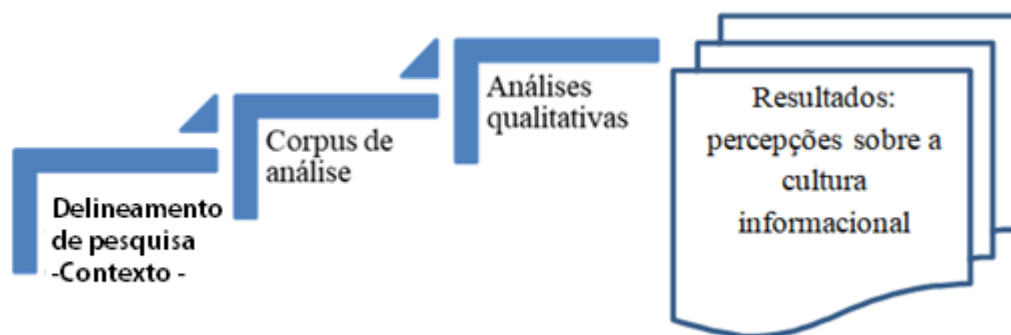 Delineamento
de pesquisa
-Contexto -
Corpus de
análise
Análises
qualitativas
Resultados:
percepções sobre a
cultura
informacional